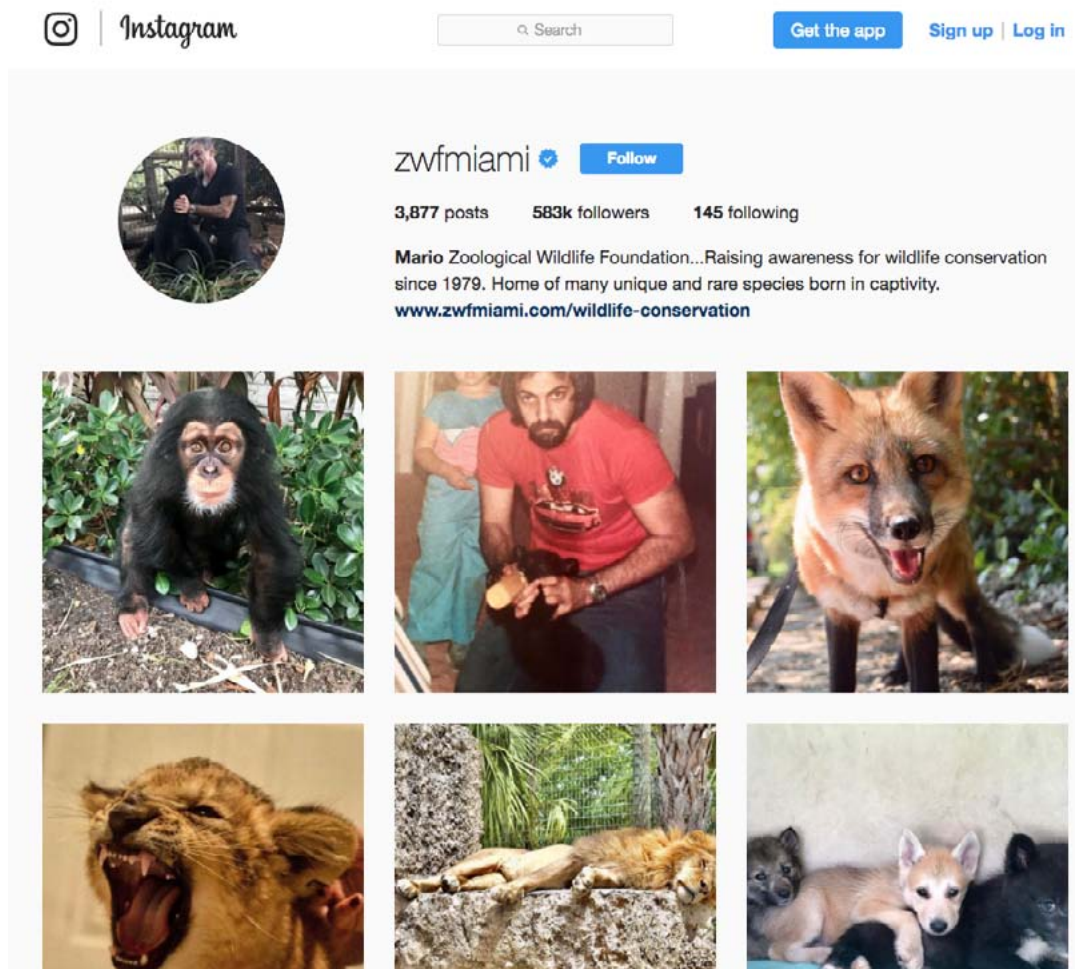 Instagram
Search
Get the app
Sign up | Log in
zwfmiami
Follow
3,877 posts 583k followers 145 following
Mario Zoological Wildlife Foundation...Raising awareness for wildlife conservation
since 1979. Home of many unique and rare species born in captivity.
www.zwfmiami.com/wildlife-conservation